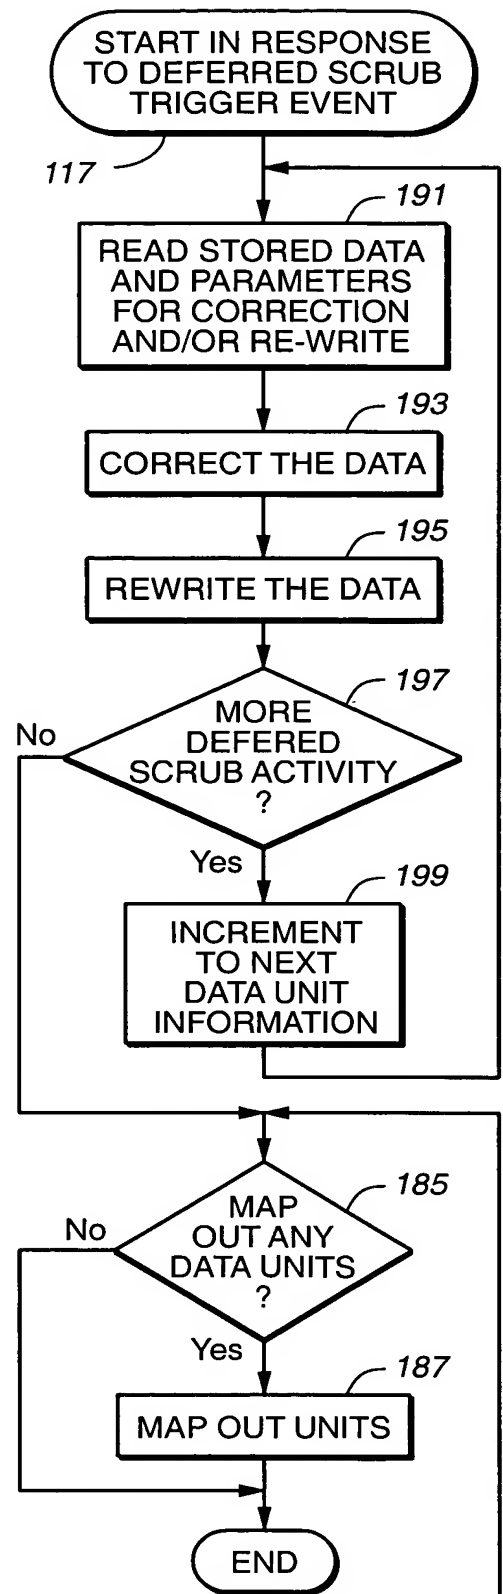 START IN RESPONSE
TO DEFERRED SCRUB
TRIGGER EVENT
117
191
READ STORED DATA
AND PARAMETERS
FOR CORRECTION
AND/OR RE-WRITE
193
CORRECT THE DATA
195
REWRITE THE DATA
197
MORE
DEFERED
SCRUB ACTIVITY
?
No
Yes
199
INCREMENT
TO NEXT
DATA UNIT
INFORMATION
185
MAP
OUT ANY
DATA UNITS
?
No
Yes
187
MAP OUT UNITS
END